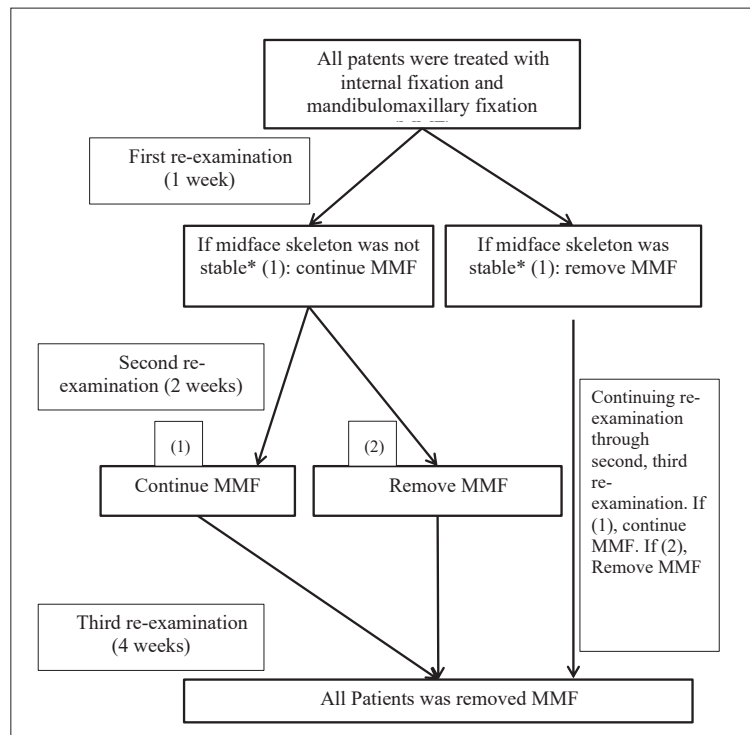 All patents were treated with
internal fixation and
mandibulomaxillary fixation
First re-examination
(1 week)
If midface skeleton was not
stable* (1): continue MMF
If midface skeleton was
stable* (1): remove MMF
Second re-
examination (2 weeks)
(1)
(2)
Continue MMF
Remove MMF
Continuing re-
examination
through
second, third
re-
examination. If
(1), continue
MMF. If (2),
Remove MMF
Third re-examination
(4 weeks)
All Patients was removed MMF